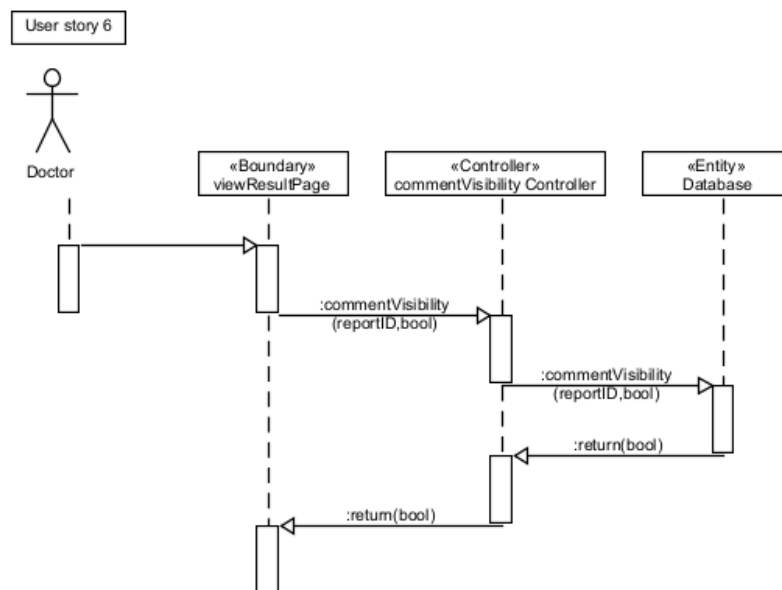 User story 6
Doctor
«Boundary»
viewResultPage
«Controller»
commentVisibility Controller
«Entity»
Database
:commentVisibility
(reportID,bool)
:commentVisibility
(reportID,bool)
:return(bool)
:return(bool)